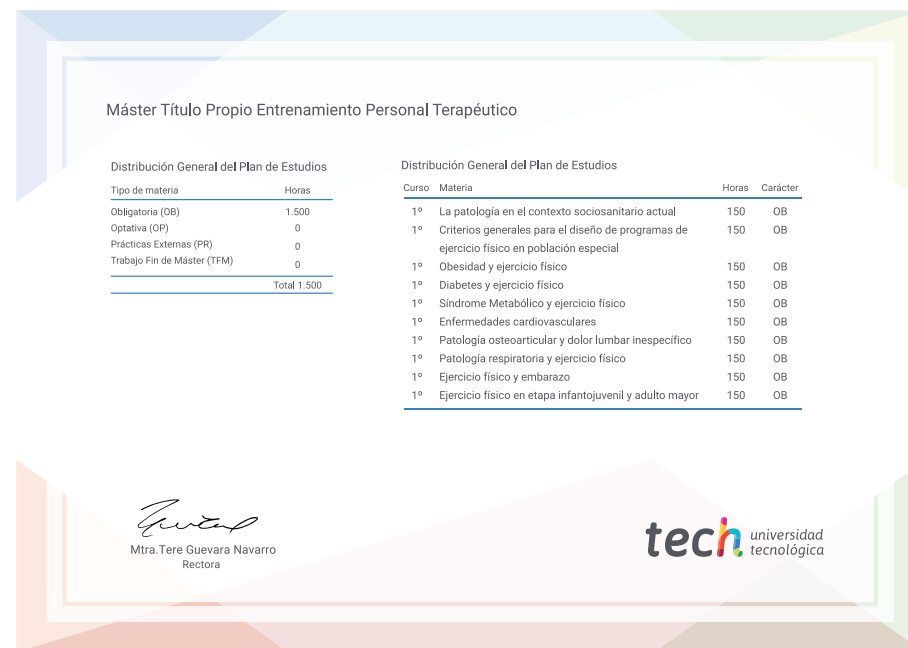 Máster Título Propio Entrenamiento Personal Terapéutico
Distribución General del Plan de Estudios
Tipo de materia Horas
Obligatoria (OB) 1.500
Optativa (OP) 0
Prácticas Externas (PR) 0
Trabajo Fin de Máster (TFM) 0
Total 1.500
Distribución General del Plan de Estudios
Curso Materia Horas Carácter
1º La patología en el contexto sociosanitario actual 150 OB
1º Criterios generales para el diseño de programas de 150 OB
ejercicio físico en población especial
1º Obesidad y ejercicio físico 150 OB
1º Diabetes y ejercicio físico 150 OB
1º Síndrome Metabólico y ejercicio físico 150 OB
1º Enfermedades cardiovasculares 150 OB
1º Patología osteoarticular y dolor lumbar inespecífico 150 OB
1º Patología respiratoria y ejercicio físico 150 OB
1º Ejercicio físico y embarazo 150 OB
1º Ejercicio físico en etapa infantojuvenil y adulto mayor 150 OB
Mtra.Tere Guevara Navarro
Rectora
tech universidad
tecnológica